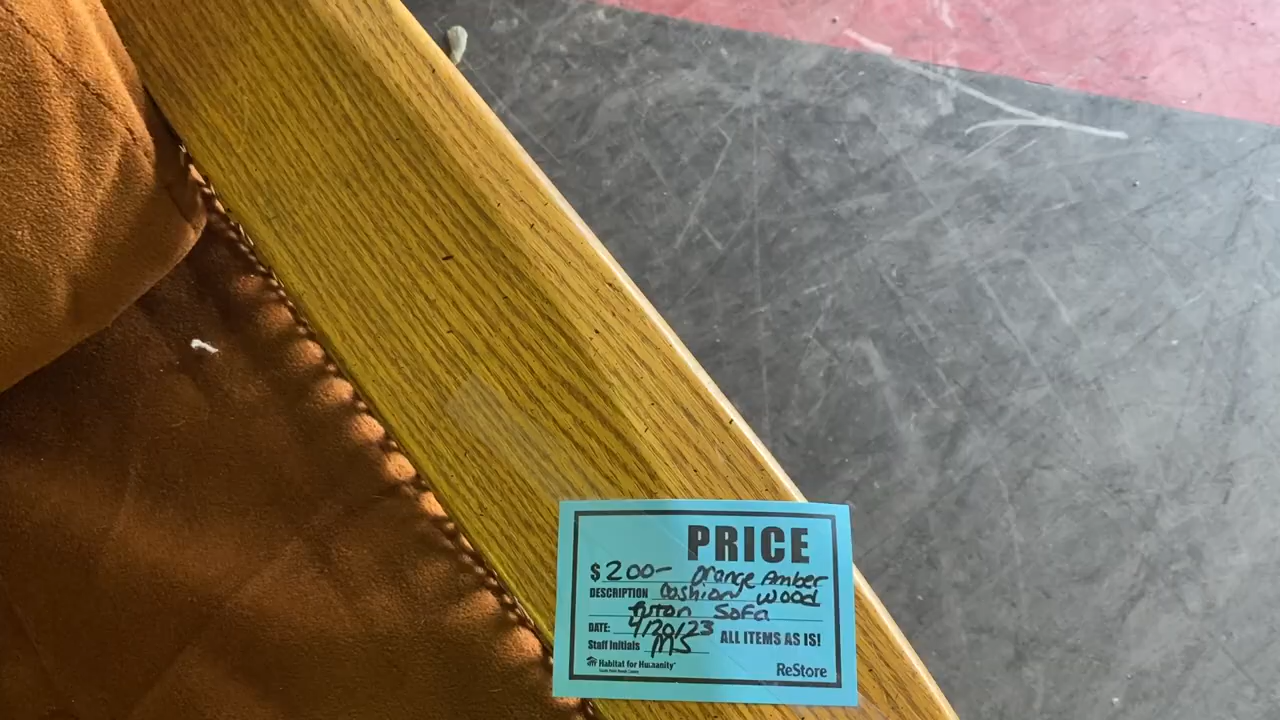 PRICE
$200- Orange Amber
DESCRIPTION Cushion Wood
Futon Sofa
DATE: 4/20/23
ALL ITEMS AS IS!
Staff Initials MS
Habitat for Humanity
ReStore